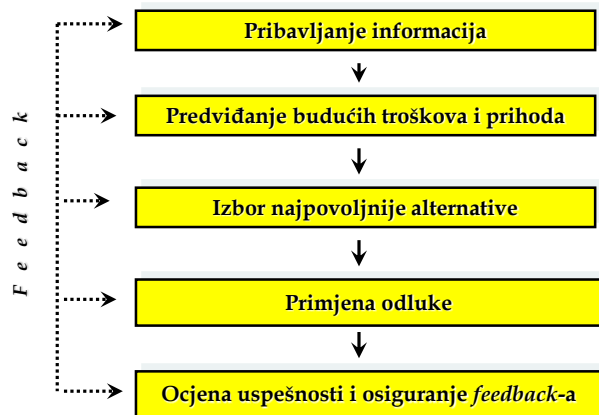 Pribavljanje informacija
Predviđanje budućih troškova i prihoda
Izbor najpovoljnije alternative
Primjena odluke
Ocjena uspešnosti i osiguranje feedback-a
Feedback